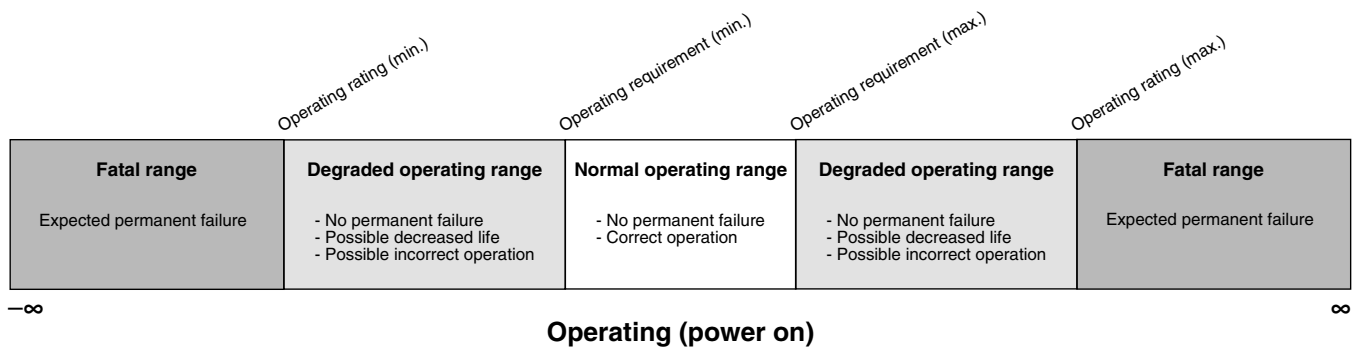 Operating rating (min.)
Operating requirement (min.)
Operating requirement (max.)
Operating rating (max.)
Fatal range
Expected permanent failure
Degraded operating range
- No permanent failure
- Possible decreased life
- Possible incorrect operation
Normal operating range
- No permanent failure
- Correct operation
Degraded operating range
- No permanent failure
- Possible decreased life
- Possible incorrect operation
Fatal range
Expected permanent failure
–∞
∞
Operating (power on)